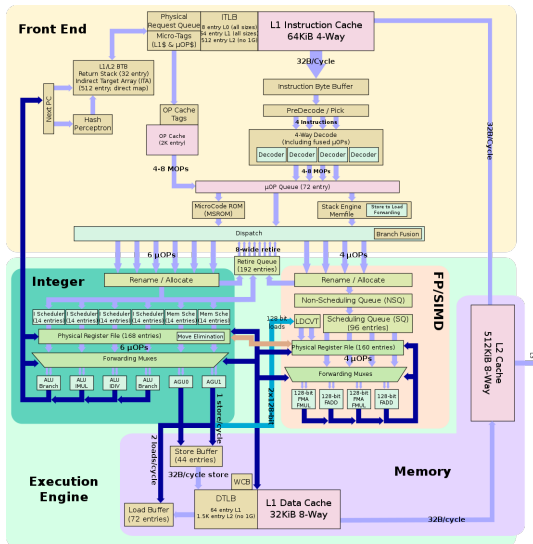 Front End
Physical
Request Queue
Micro-Tags
(L1$ & µOP$)
ITLB
8 entry L0 (all sizes)
64 entry L1 (all sizes)
512 entry L2 (no 1G)
L1 Instruction Cache
64KiB 4-Way
32B/Cycle
L1/L2 BTB
Return Stack (32 entry)
Indirect Target Array (ITA)
(512 entry; direct map)
Next PC
Hash
Perceptron
OP Cache
Tags
OP Cache
(2K entry)
Instruction Byte Buffer
PreDecode / Pick
4 Instructions
4-Way Decode
(Including fused µOPs)
Decoder
Decoder
Decoder
Decoder
4-8 MOPs
4-8 MOPs
32B/Cycle
µOP Queue (72 entry)
MicroCode ROM
(MSROM)
Stack Engine
Memfile
Store to Load
Forwarding
Dispatch
Branch Fusion
6 µOPs
8-wide retire
4 µOPs
Retire Queue
(192 entries)
Integer
Rename / Allocate
Rename / Allocate
FP/SIMD
Non-Scheduling Queue (NSQ)
I Scheduler
(14 entries)
I Scheduler
(14 entries)
I Scheduler
(14 entries)
I Scheduler
(14 entries)
Mem Sche
(14 entries)
Mem Sche
(14 entries)
128-bit
loads
LDCVT
Scheduling Queue (SQ)
(96 entries)
Physical Register File (168 entries)
Move Elimination
Physical Register File (160 entries)
6 µOPs
4 µOPs
Forwarding Muxes
Forwarding Muxes
ALU
Branch
ALU
IMUL
ALU
IDIV
ALU
Branch
AGU0
AGU1
128-bit
FMA
FMUL
128-bit
FADD
128-bit
FMA
FMUL
128-bit
FADD
L2 Cache
512KiB 8-Way
1 store/cycle
2x128-bit
2 loads/cycle
Store Buffer
(44 entries)
32B/cycle store
Memory
Execution
Engine
WCB
Load Buffer
(72 entries)
DTLB
64 entry L1
1.5K entry L2 (no 1G)
L1 Data Cache
32KiB 8-Way
32B/cycle